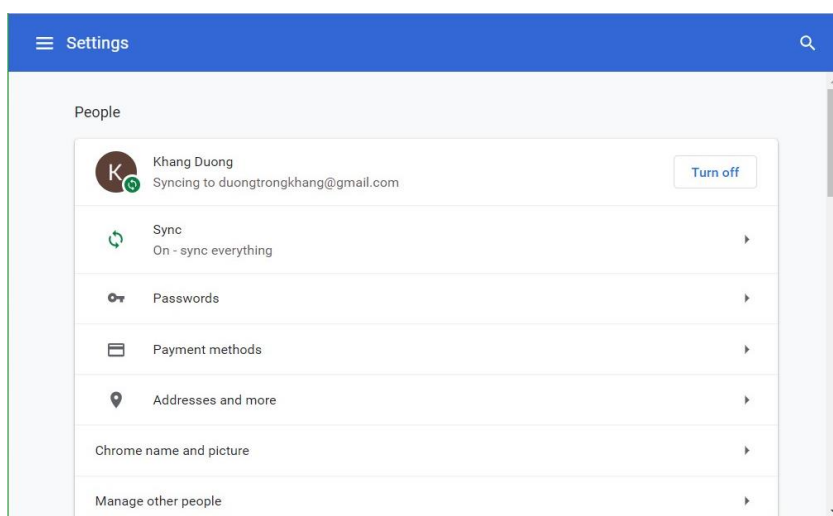 Settings
People
K
Khang Duong
Syncing to duongtrongkhang@gmail.com
Turn off
Sync
On - sync everything
Passwords
Payment methods
Addresses and more
Chrome name and picture
Manage other people